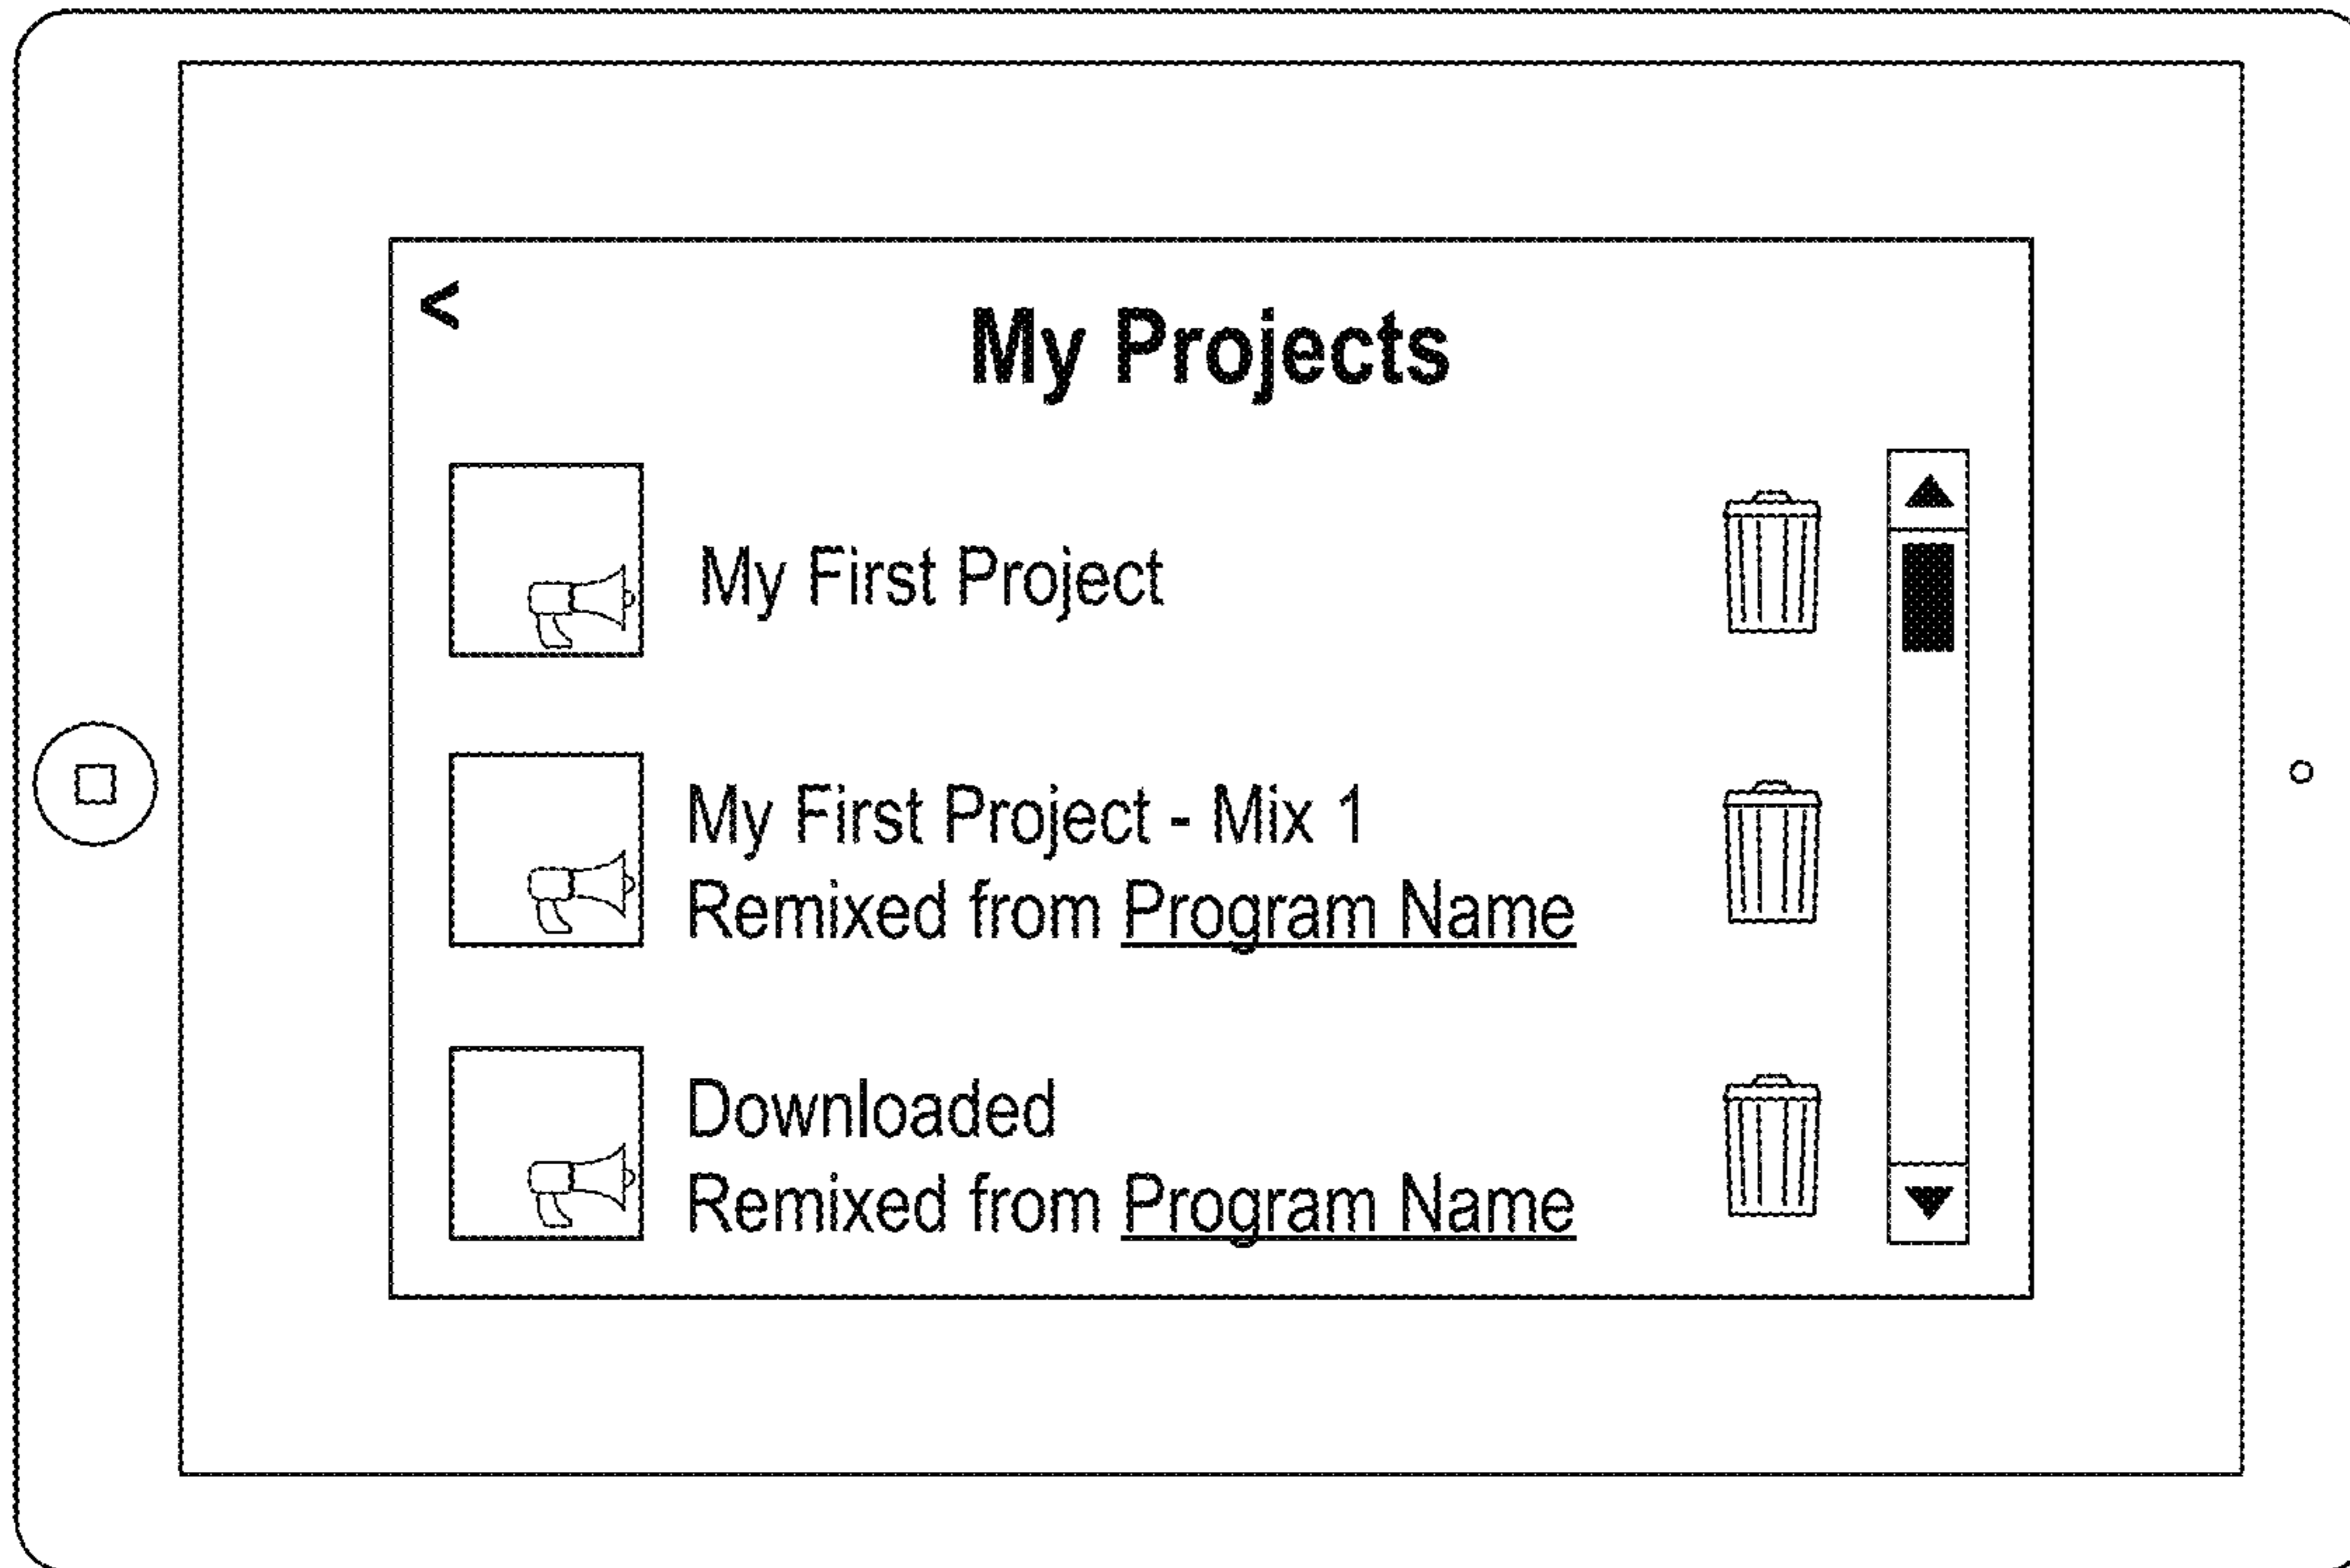 <
My Projects
My First Project
My First Project - Mix 1
Remixed from Program Name
Downloaded
Remixed from Program Name